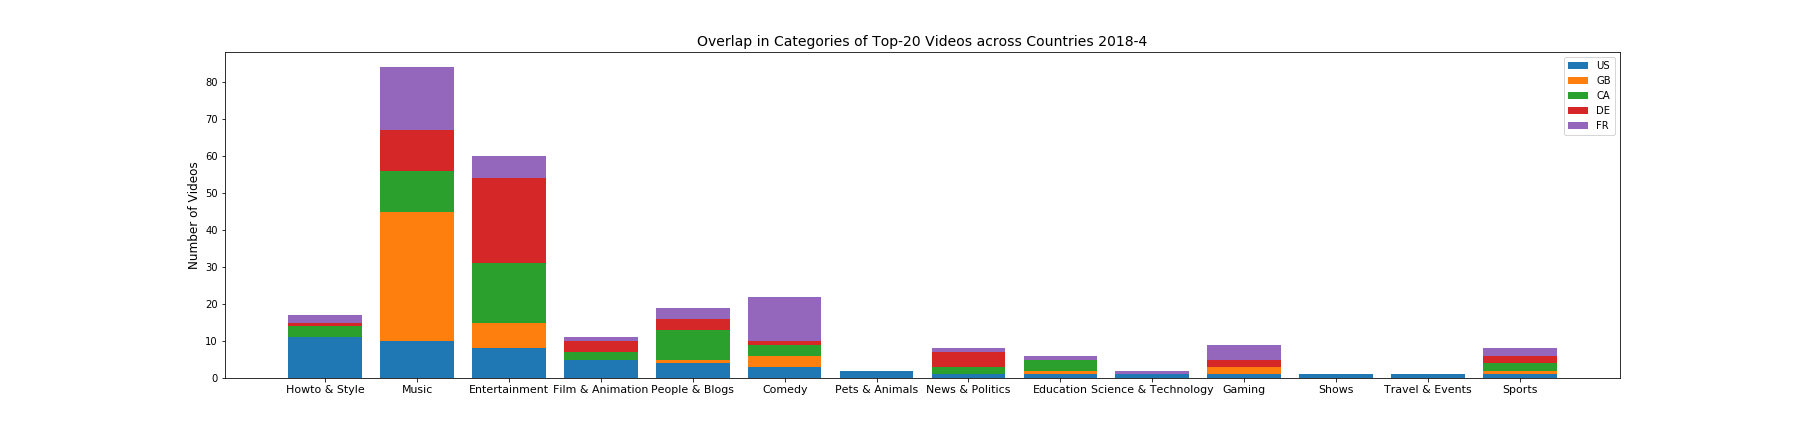 Overlap in Categories of Top-20 Videos across Countries 2018-4
US
GB
CA
DE
FR
Number of Videos
80
70
60
50
40
30
20
10
0
Howto & Style Music Entertainment Film & Animation People & Blogs Comedy Pets & Animals News & Politics Education Science & Technology Gaming Shows Travel & Events Sports